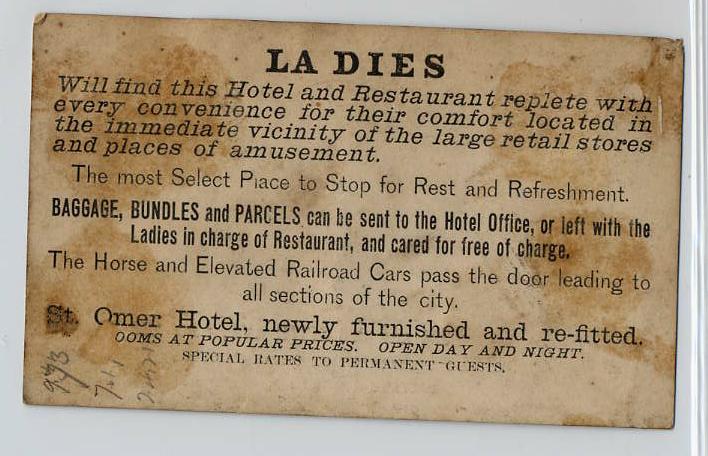 LADIES
Will find this Hotel and Restaurant replete with
every convenience for their comfort located in
the immediate vicinity of the large retail stores
and places of amusement.
The most Select Place to Stop for Rest and Refreshment.
BAGGAGE, BUNDLES and PARCELS can be sent to the Hotel Office, or left with the
Ladies in charge of Restaurant, and cared for free of charge.
The Horse and Elevated Railroad Cars pass the door leading to
all sections of the city.
St. Omer Hotel, newly furnished and re-fitted.
OOMS AT POPULAR PRICES. OPEN DAY AND NIGHT.
SPECIAL RATES TO PERMANENT GUESTS.